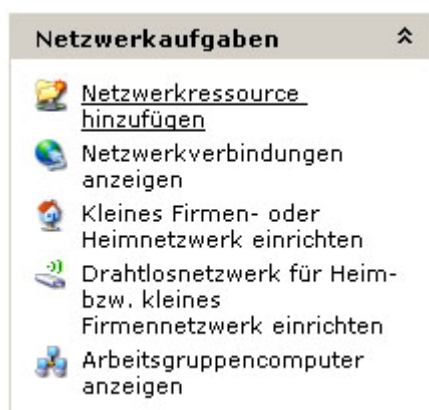 Netzwerkaufgaben
Netzwerkressource
hinzufügen
Netzwerkverbindungen
anzeigen
Kleines Firmen- oder
Heimnetzwerk einrichten
Drahtlosnetzwerk für Heim-
bzw. kleines
Firmennetzwerk einrichten
Arbeitsgruppencomputer
anzeigen